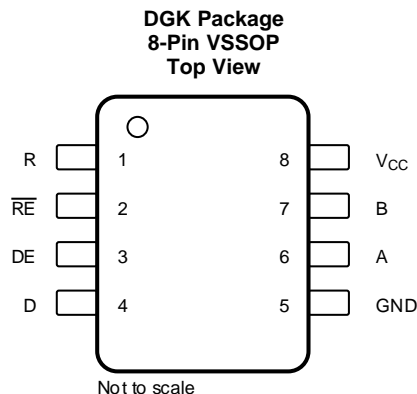 DGK Package
8-Pin VSSOP
Top View
R 1 8 VCC
RE 2 7 B
DE 3 6 A
D 4 5 GND
Not to scale